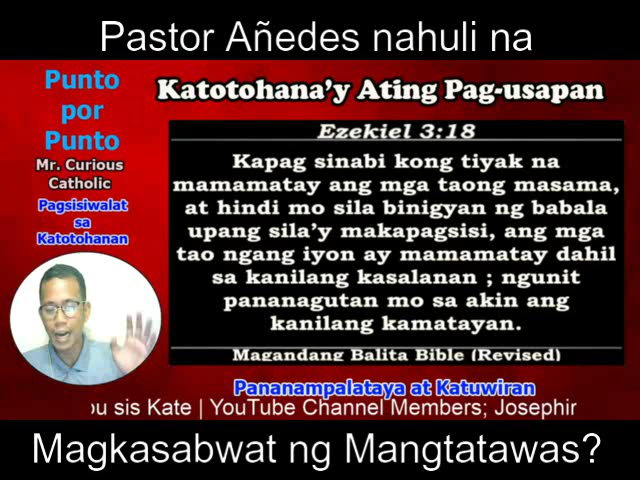 Pastor Añedes nahuli na
Punto
por
Punto
Mr. Curious
Catholic
Pagsisiwalat
sa
Katotohanan
Katotohana'y Ating Pag-usapan
Ezekiel 3:18
Kapag sinabi kong tiyak na
mamamatay ang mga taong masama,
at hindi mo sila binigyan ng babala
upang sila'y makapagsisi, ang mga
tao ngang iyon ay mamamatay dahil
sa kanilang kasalanan ; ngunit
pananagutan mo sa akin ang
kanilang kamatayan.
Magandang Balita Bible (Revised)
Pananampalataya at Katuwiran
ou sis Kate | YouTube Channel Members; Josephir
Magkasabwat ng Mangtatawas?